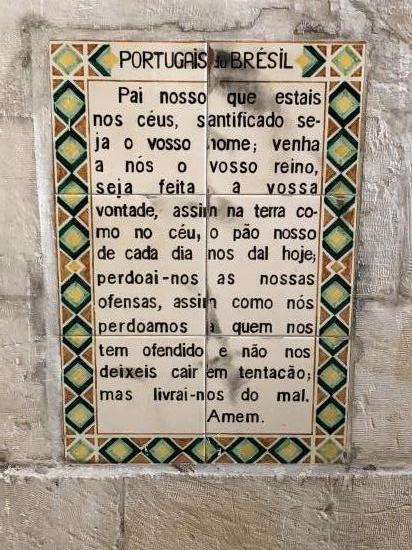 PORTUGAIS du BRÉSIL
Pai nosso que estais
nos céus, santificado se-
ja o vosso nome; venha
a nós o vosso reino,
seja feita a vossa
vontade, assim na terra co-
mo no céu, o pão nosso
de cada dia nos dai hoje;
perdoai-nos as nossas
ofensas, assim como nós
perdoamos a quem nos
tem ofendido e não nos
deixeis cair em tentacão;
mas livrai-nos do mal.
Amem.